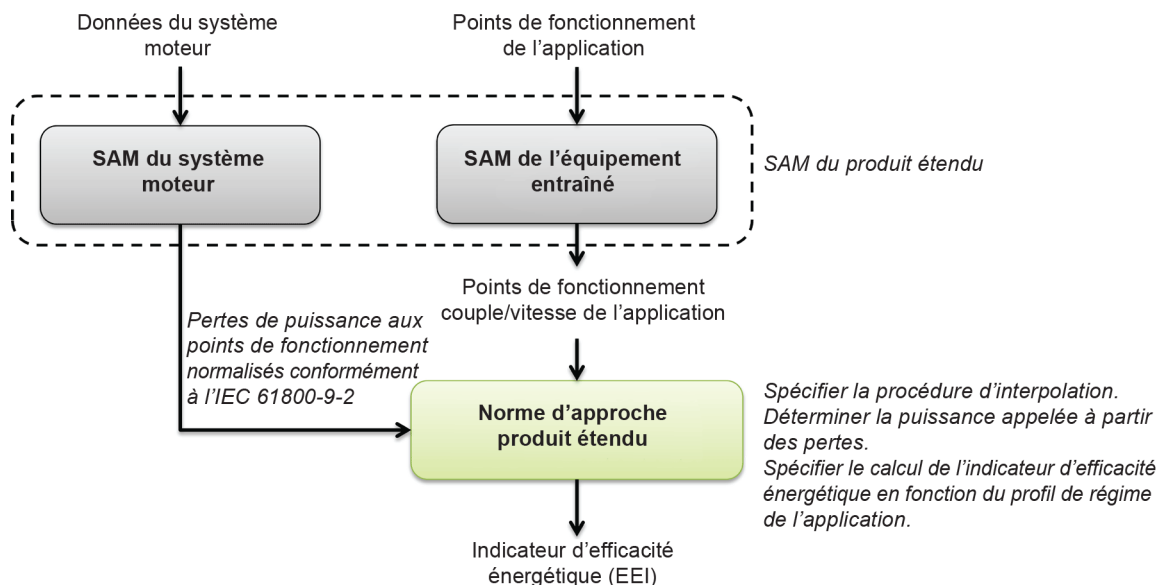 Données du système
moteur
Points de fonctionnement
de l’application
SAM du système
moteur
SAM de l’équipement
entraîné
SAM du produit étendu
Points de fonctionnement
couple/vitesse de l’application
Pertes de puissance aux
points de fonctionnement
normalisés conformément
à l’IEC 61800-9-2
Norme d’approche
produit étendu
Spécifier la procédure d’interpolation.
Déterminer la puissance appelée à partir
des pertes.
Spécifier le calcul de l’indicateur d’efficacité
énergétique en fonction du profil de régime
de l’application.
Indicateur d’efficacité
énergétique (EEI)